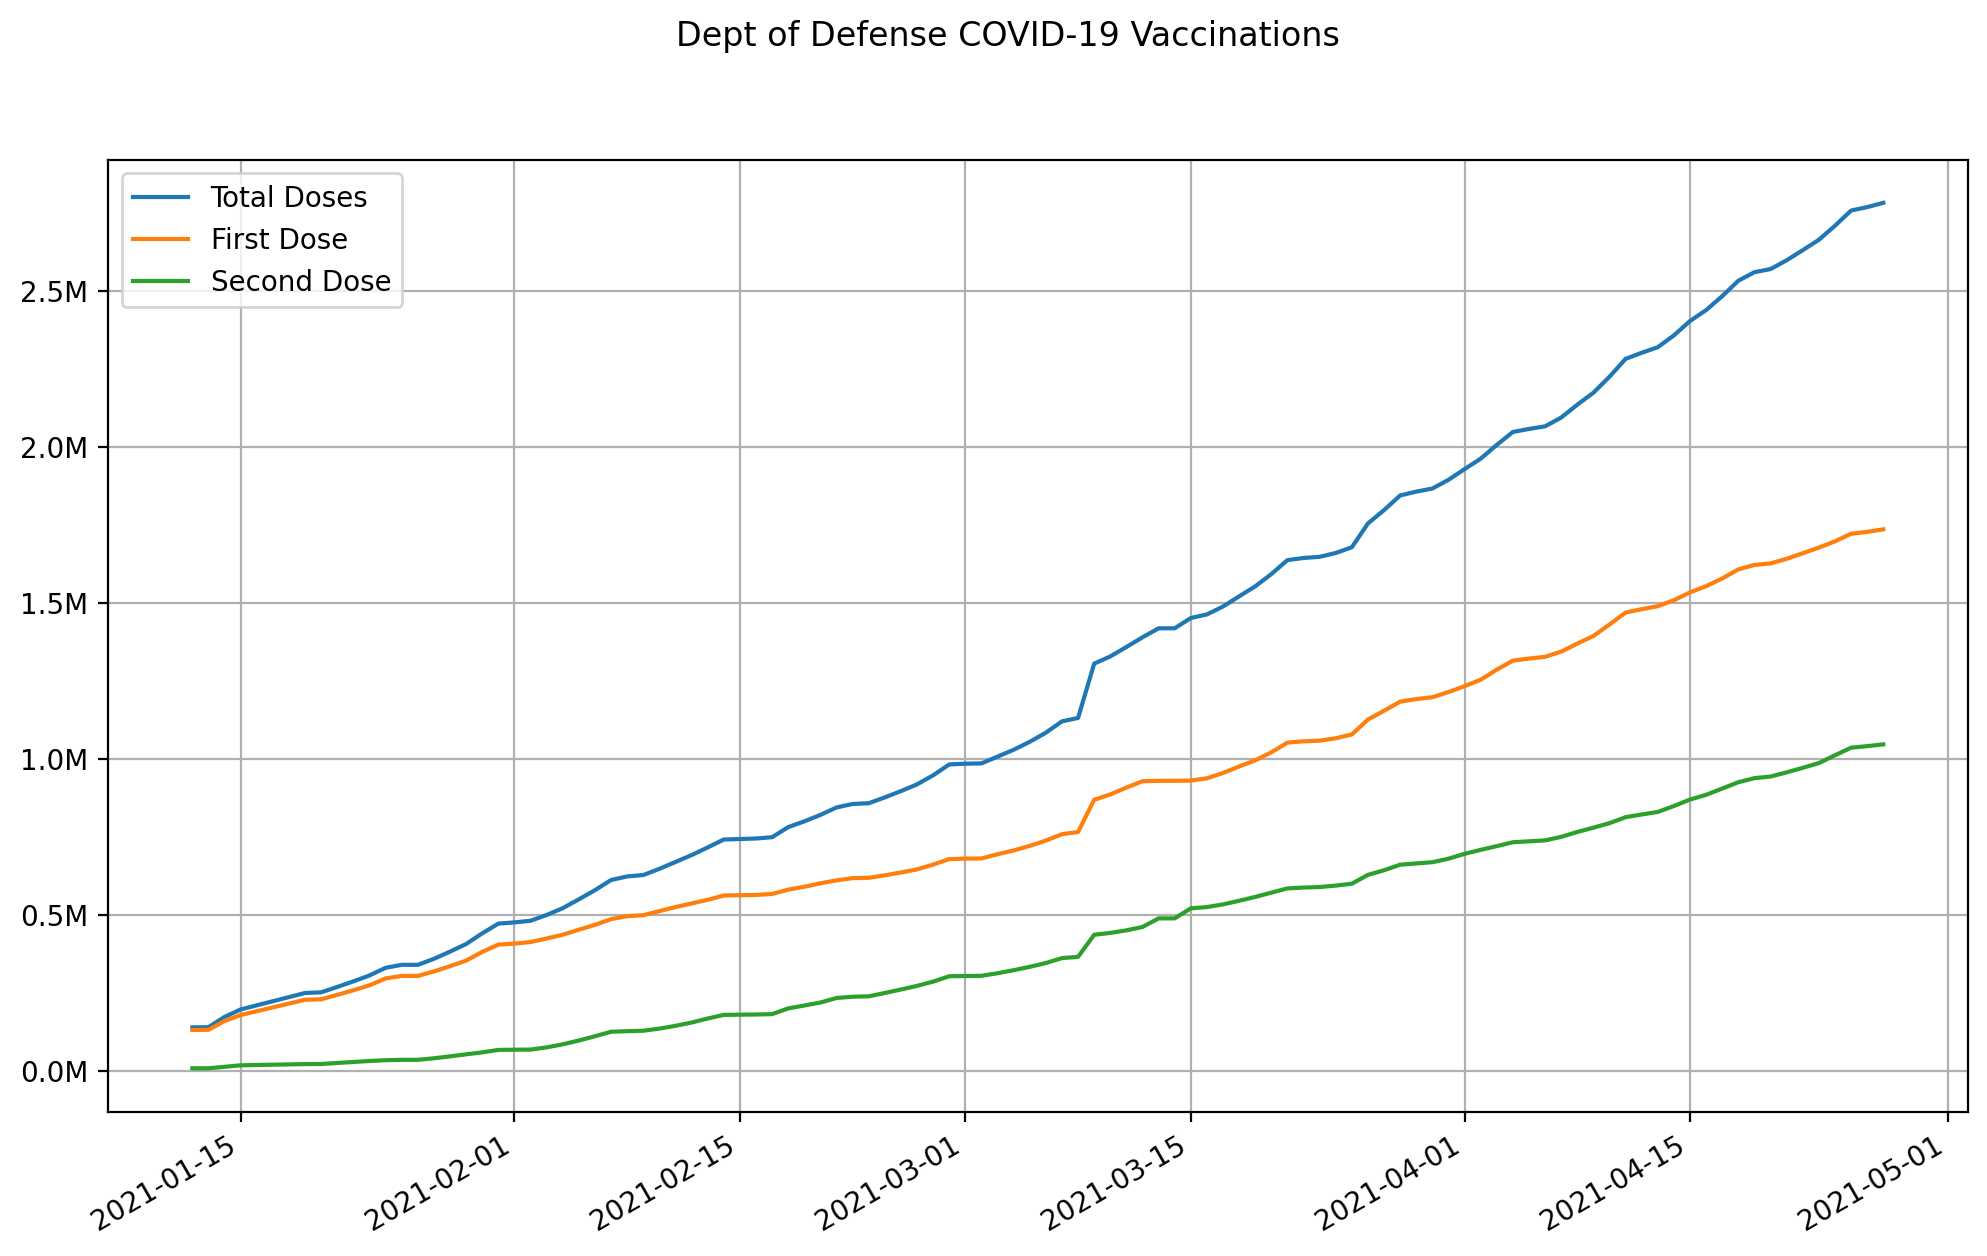 Dept of Defense COVID-19 Vaccinations
Total Doses
First Dose
Second Dose
2.5M
2.0M
1.5M
1.0M
0.5M
0.0M
2021-01-15
2021-02-01
2021-02-15
2021-03-01
2021-03-15
2021-04-01
2021-04-15
2021-05-01